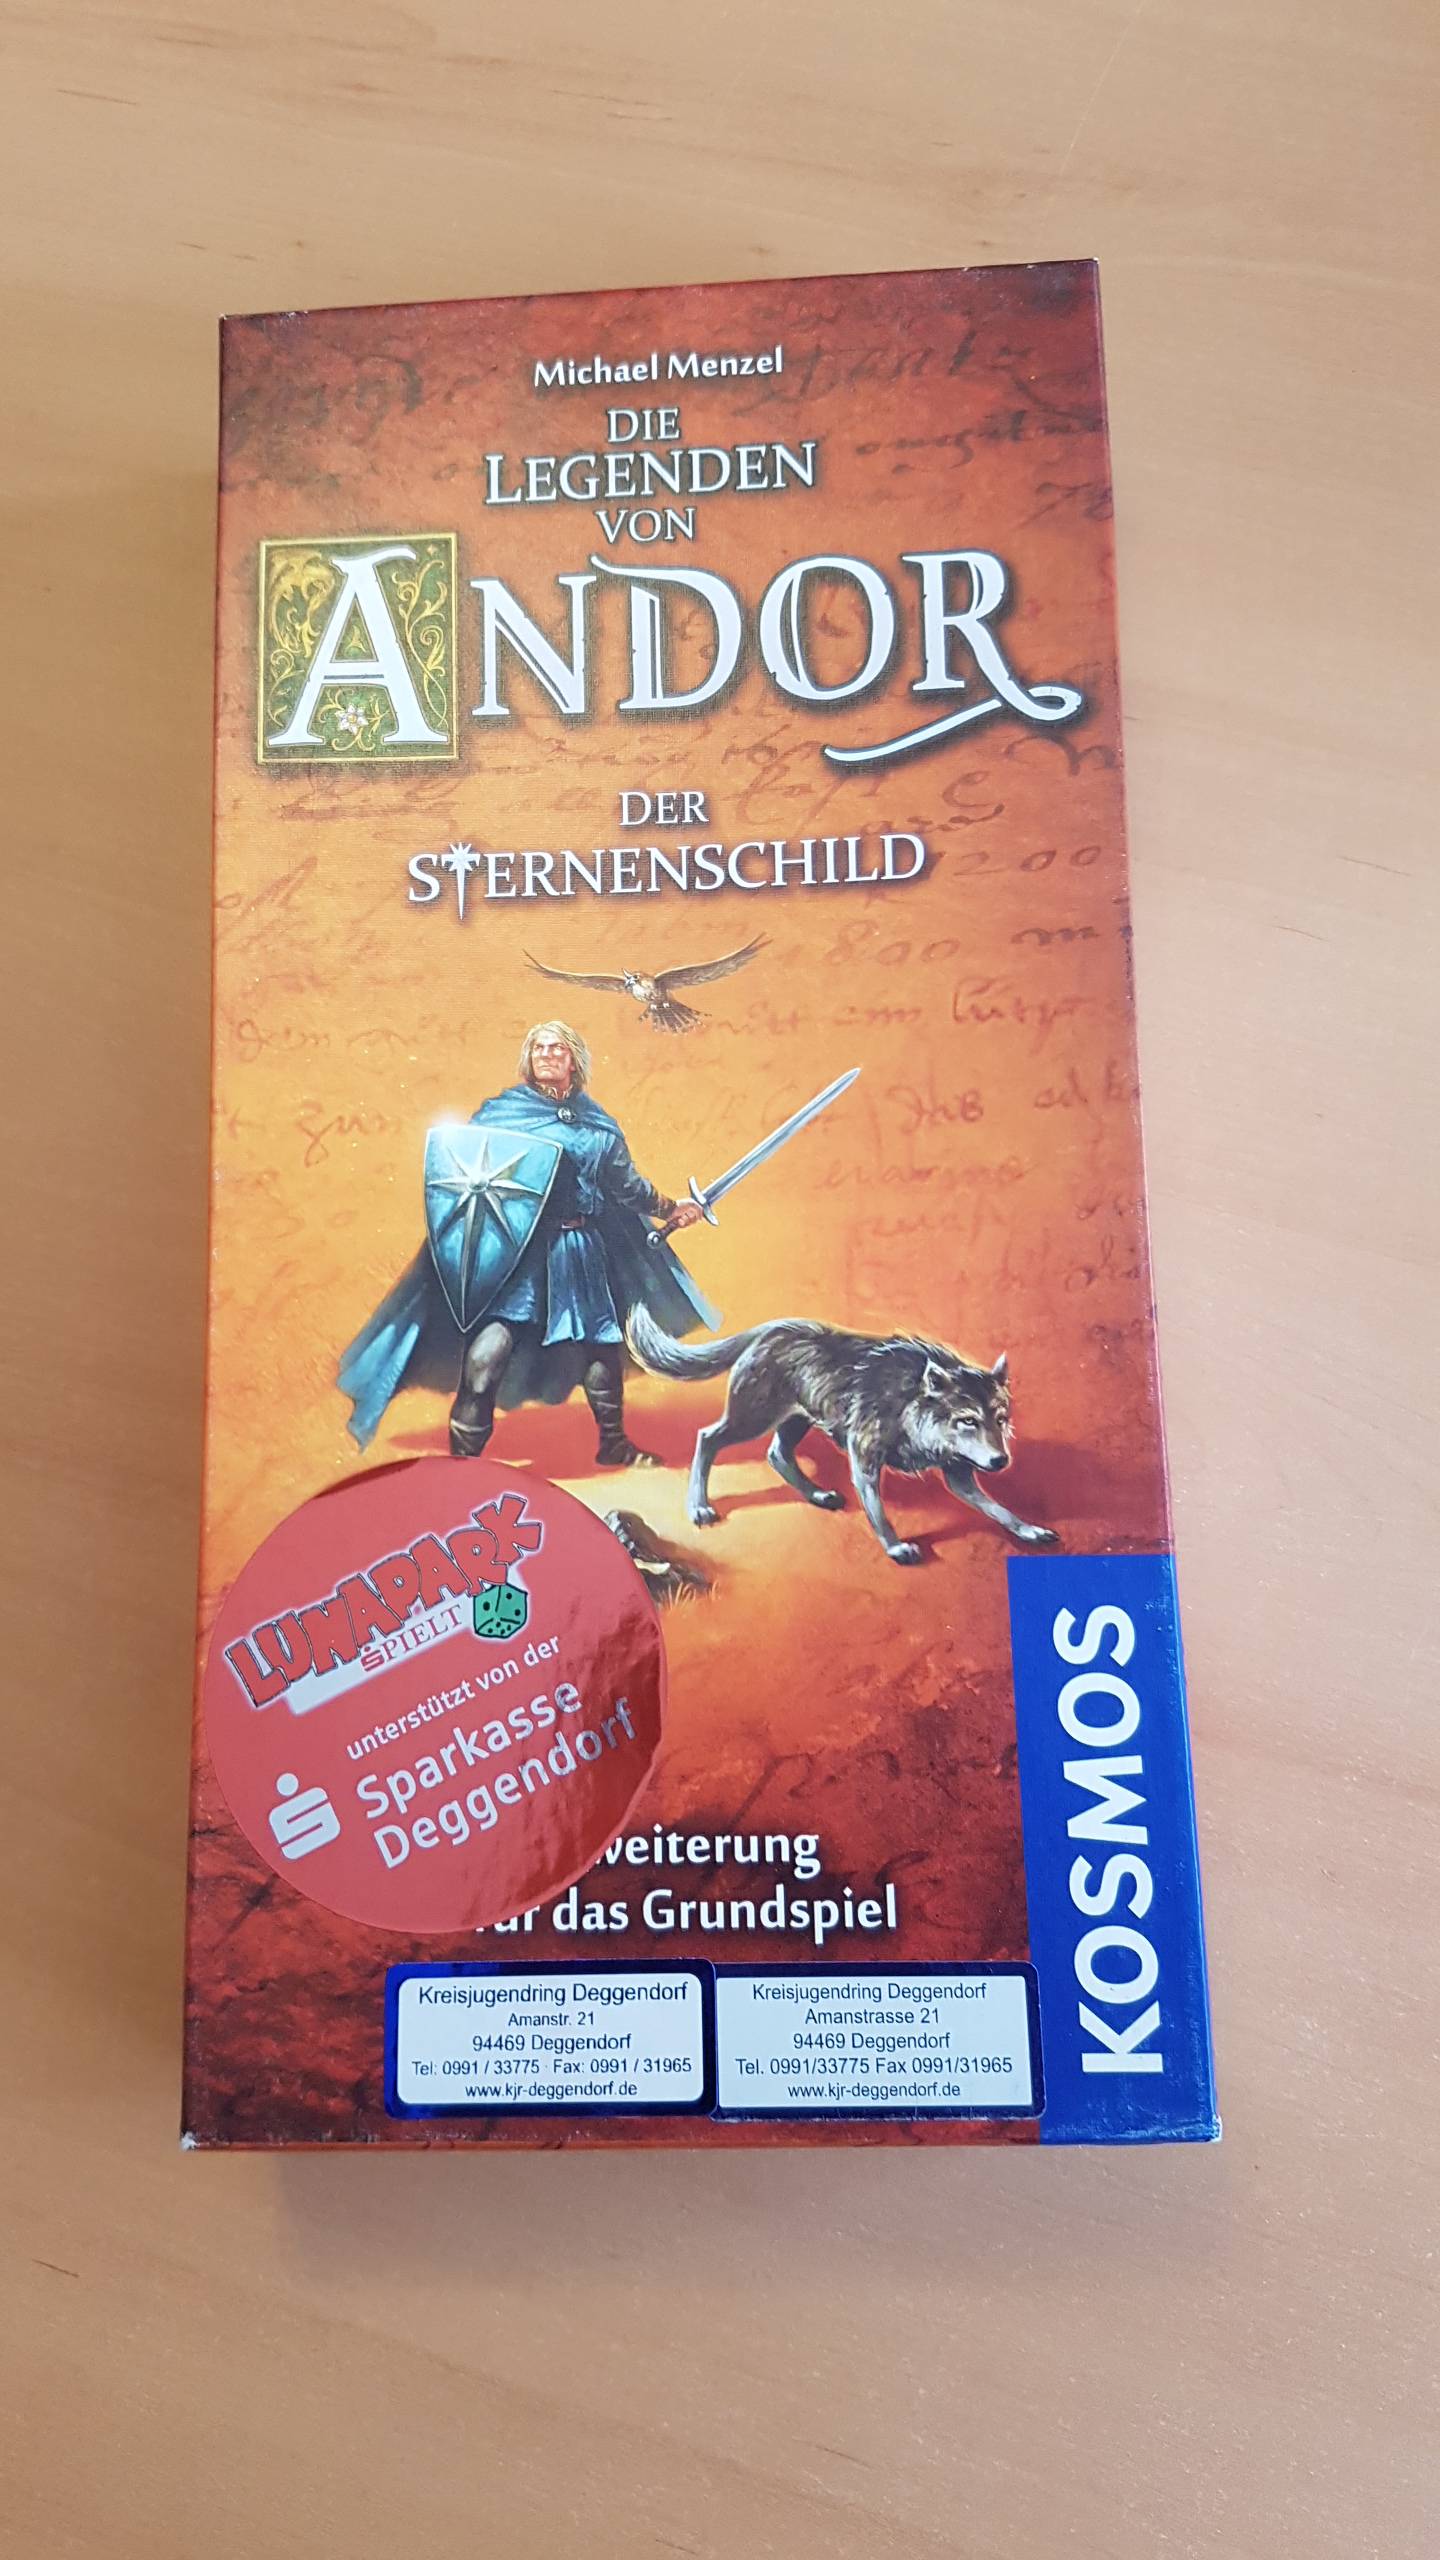 Michael Menzel
DIE
LEGENDEN
VON
ANDOR
DER
STERNENSCHILD
LUNAPARK
SPIELT
unterstützt von der
Sparkasse
Deggendorf
weiterung
für das Grundspiel
KOSMOS
Kreisjugendring Deggendorf
Amanstr. 21
94469 Deggendorf
Tel: 0991 / 33775 · Fax: 0991 / 31965
www.kjr-deggendorf.de
Kreisjugendring Deggendorf
Amanstrasse 21
94469 Deggendorf
Tel. 0991/33775 Fax 0991/31965
www.kjr-deggendorf.de